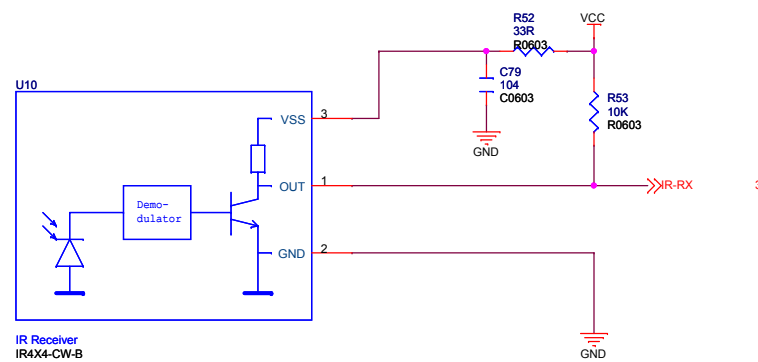 R52
33R
R0603
VCC
C79
104
C0603
R53
10K
R0603
GND
U10
VSS
3
OUT
1
IR-RX
3
Demo-
dulator
GND
2
GND
IR Receiver
IR4X4-CW-B